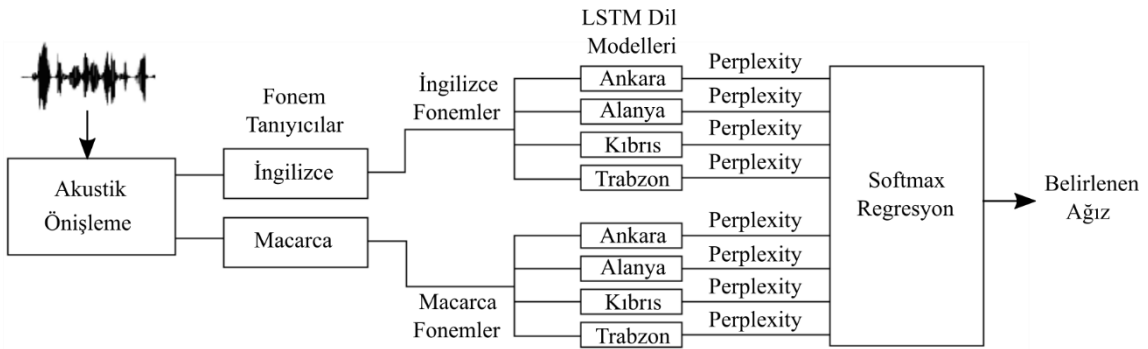 LSTM Dil
Modelleri
Akustik
Önişleme
Fonem
Tanıyıcılar
İngilizce
Macarca
İngilizce
Fonemler
Ankara
Perplexity
Alanya
Perplexity
Kıbrıs
Perplexity
Trabzon
Perplexity
Macarca
Fonemler
Ankara
Perplexity
Alanya
Perplexity
Kıbrıs
Perplexity
Trabzon
Perplexity
Softmax
Regresyon
Belirlenen
Ağız